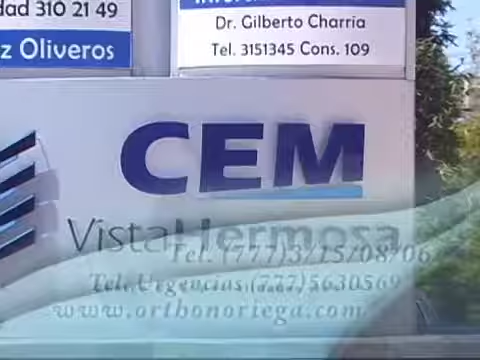 dad 310 21 49
z Oliveros
Dr. Gilberto Charria
Tel. 3151345 Cons. 109
CEM
VistaHermosa
Tel. (777)3/15/08/06
Tel. Urgencias (777)5630569
www.orthonoriega.com